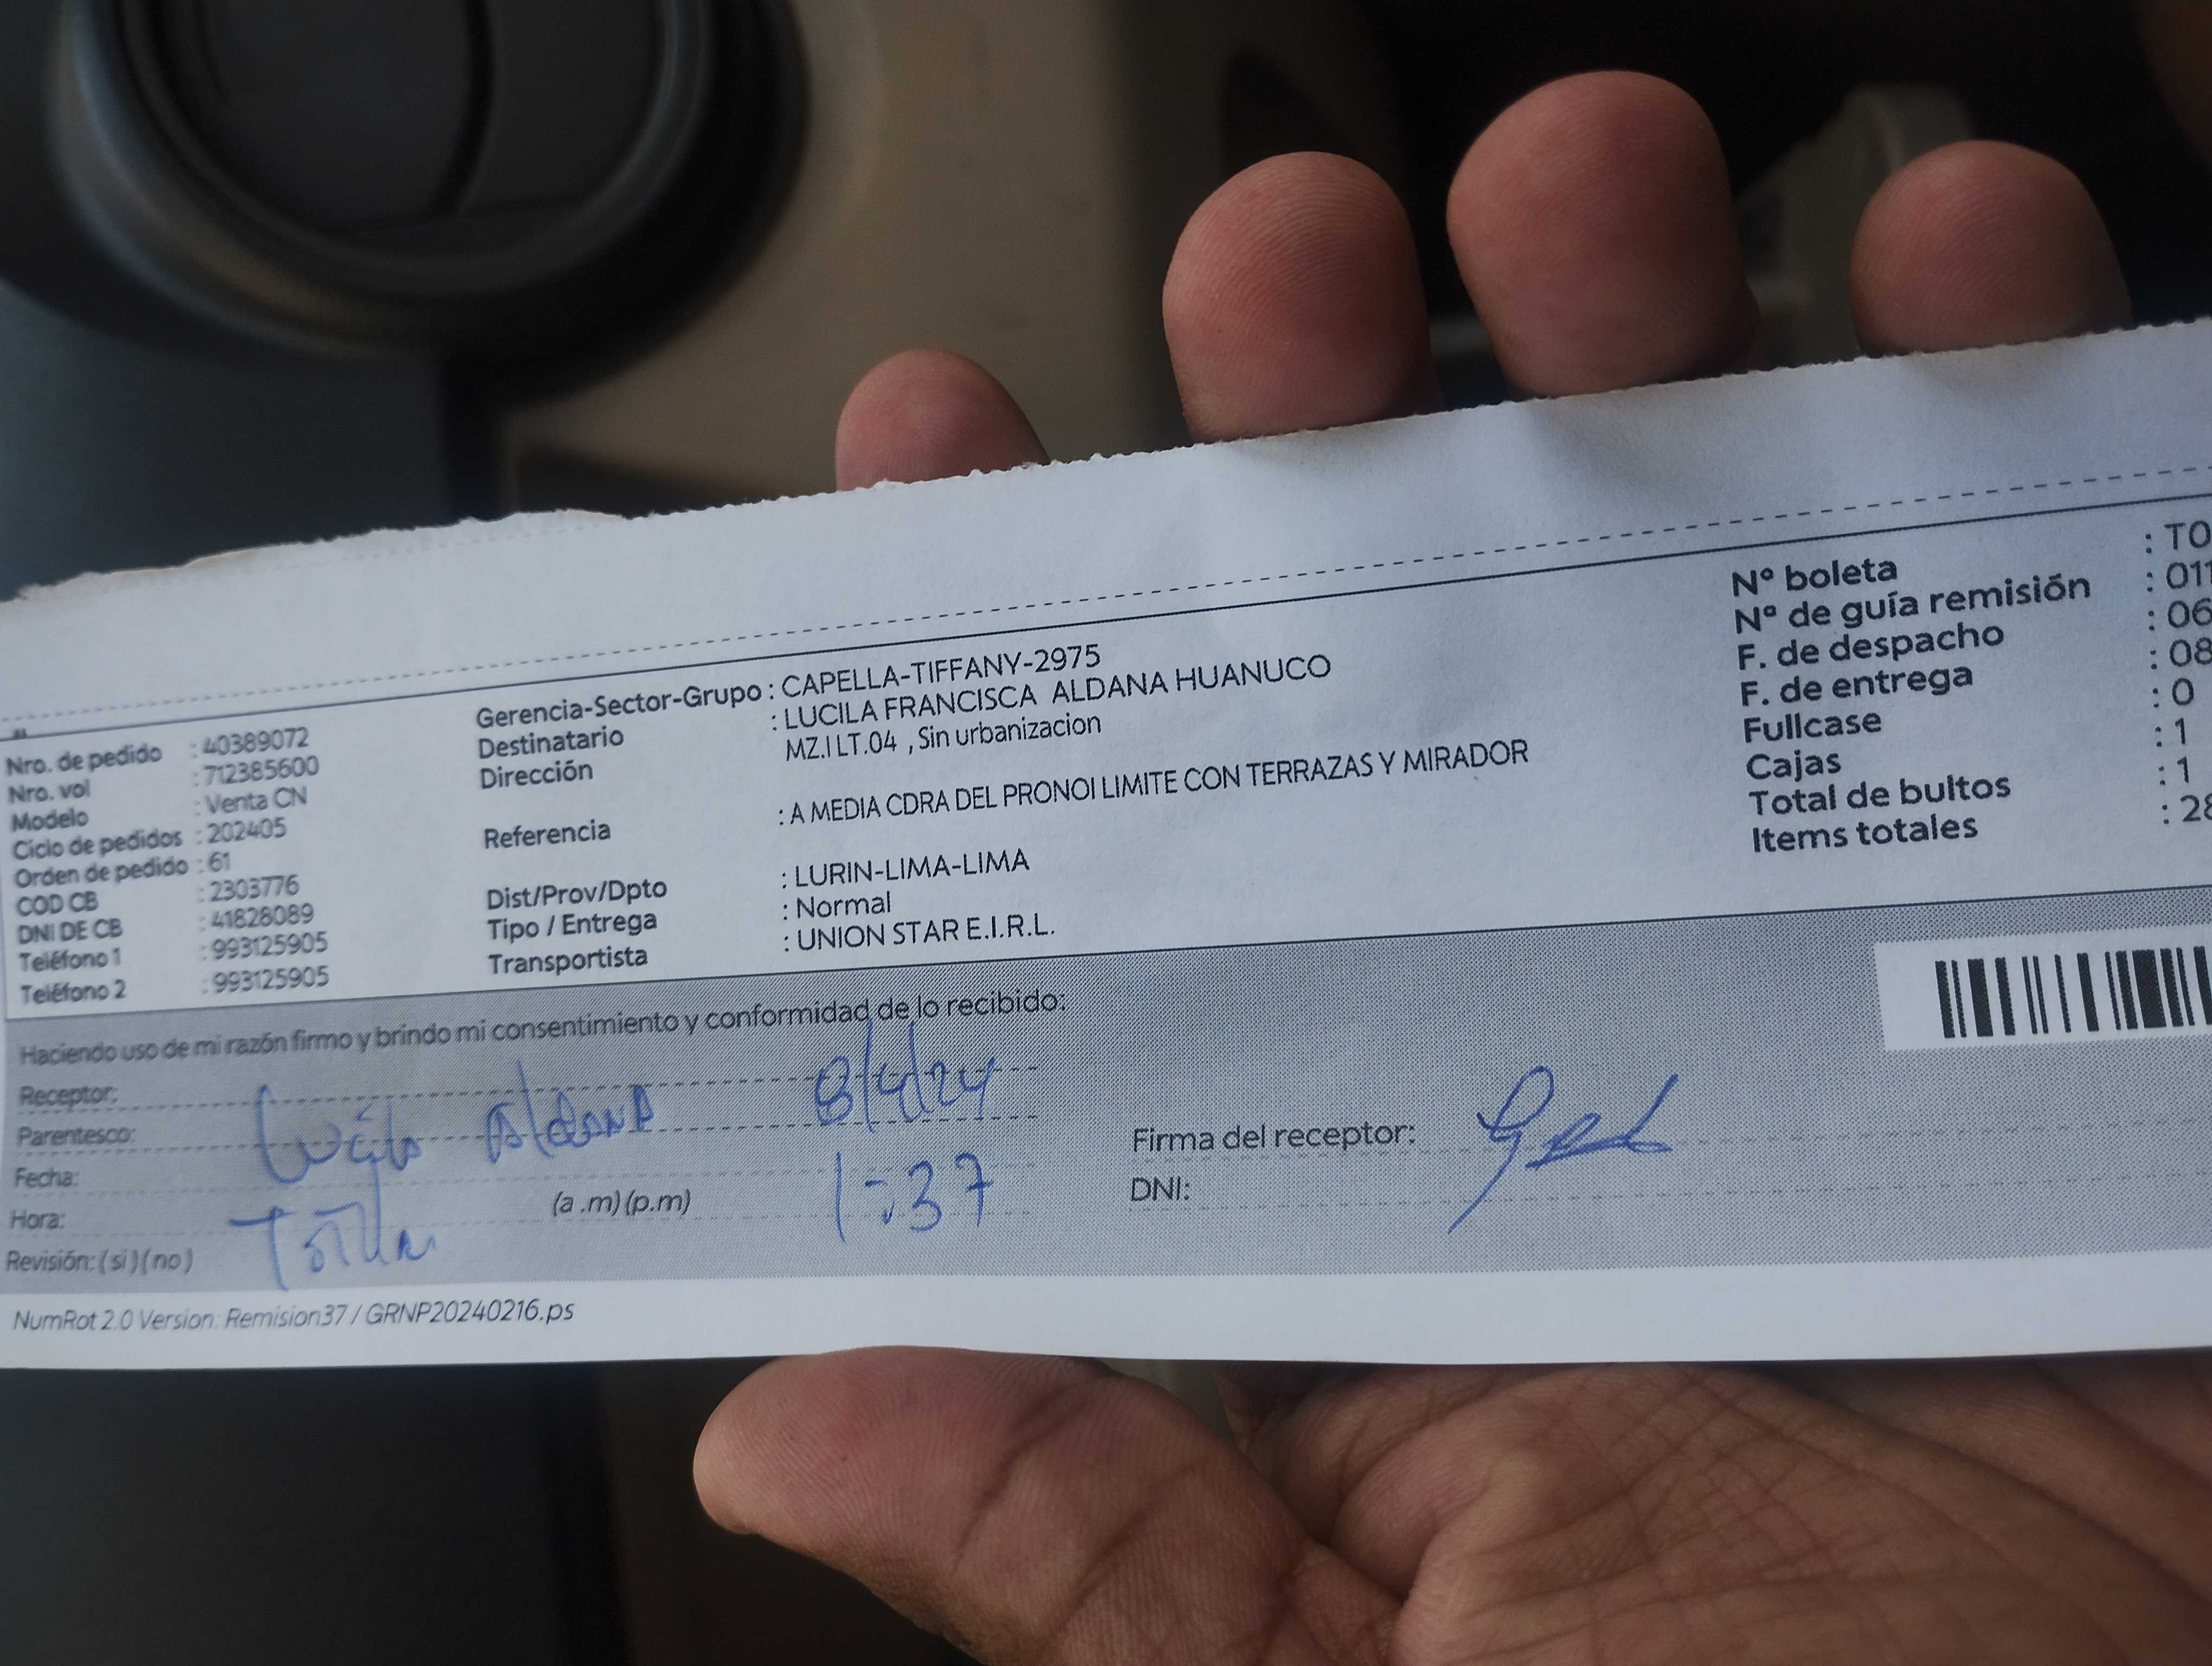 Nro. de pedido : 40389072
Nro. vol : 712385600
Modelo : Venta CN
Ciclo de pedidos : 202405
Orden de pedido : 61
COD CB : 2303776
DNI DE CB : 41828089
Teléfono 1 : 993125905
Teléfono 2 : 993125905
Gerencia-Sector-Grupo : CAPELLA-TIFFANY-2975
Destinatario : LUCILA FRANCISCA ALDANA HUANUCO
Dirección MZ.I LT.04 , Sin urbanizacion
Referencia : A MEDIA CDRA DEL PRONOI LIMITE CON TERRAZAS Y MIRADOR
Dist/Prov/Dpto : LURIN-LIMA-LIMA
Tipo / Entrega : Normal
Transportista : UNION STAR E.I.R.L.
Nº boleta : T0
Nº de guía remisión : 011
F. de despacho : 06
F. de entrega : 08
Fullcase : 0
Cajas : 1
Total de bultos : 1
Items totales : 28
Haciendo uso de mi razón firmo y brindo mi consentimiento y conformidad de lo recibido:
Receptor:
Parentesco: Lucila Aldana 8/4/24
Fecha:
Hora: (a.m)(p.m) 1:37
Revisión: (si)(no)
Firma del receptor:
DNI:
NumRot 2.0 Version: Remision37 / GRNP20240216.ps